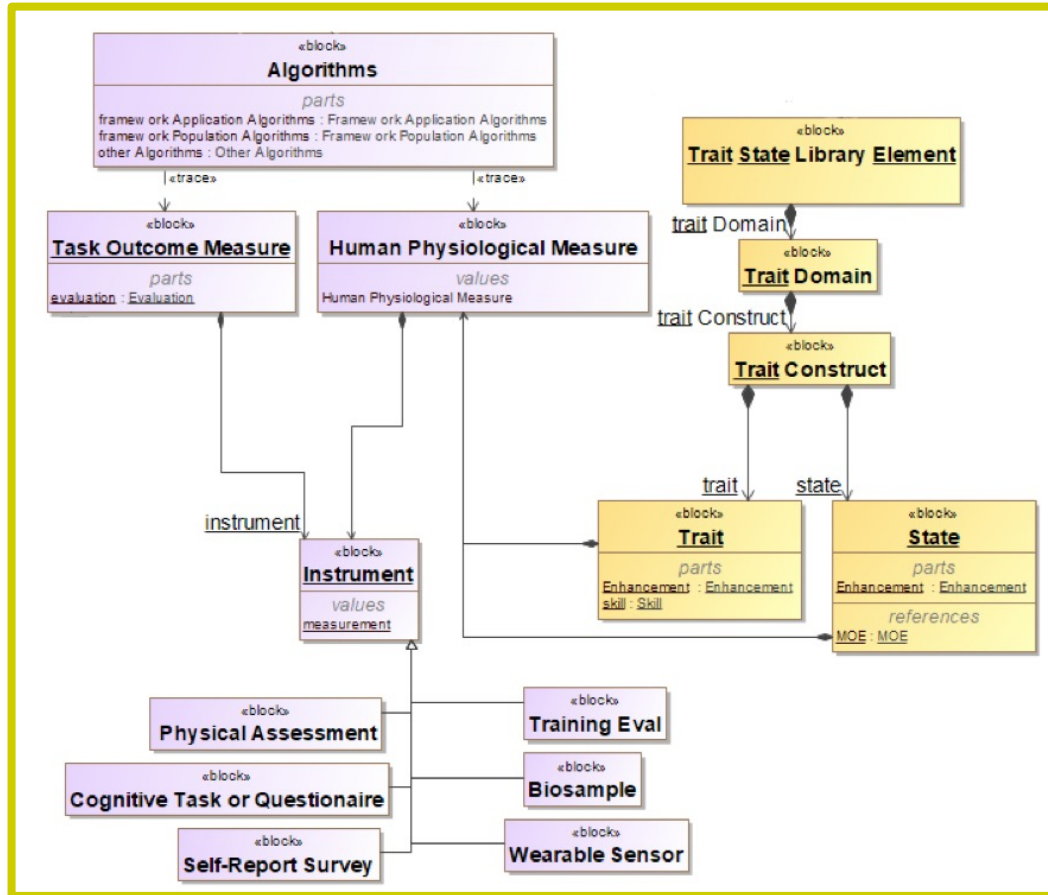 «block»
Algorithms
parts
framew ork Application Algorithms : Framew ork Application Algorithms
framew ork Population Algorithms : Framew ork Population Algorithms
other Algorithms : Other Algorithms
«trace»
«trace»
«block»
Task Outcome Measure
parts
evaluation : Evaluation
«block»
Human Physiological Measure
values
Human Physiological Measure
«block»
Trait State Library Element
trait Domain
«block»
Trait Domain
trait Construct
«block»
Trait Construct
trait
state
«block»
Trait
parts
Enhancement : Enhancement
skill : Skill
«block»
State
parts
Enhancement : Enhancement
references
MOE : MOE
instrument
«block»
Instrument
values
measurement
«block»
Physical Assessment
«block»
Training Eval
«block»
Cognitive Task or Questionaire
«block»
Biosample
«block»
Self-Report Survey
«block»
Wearable Sensor